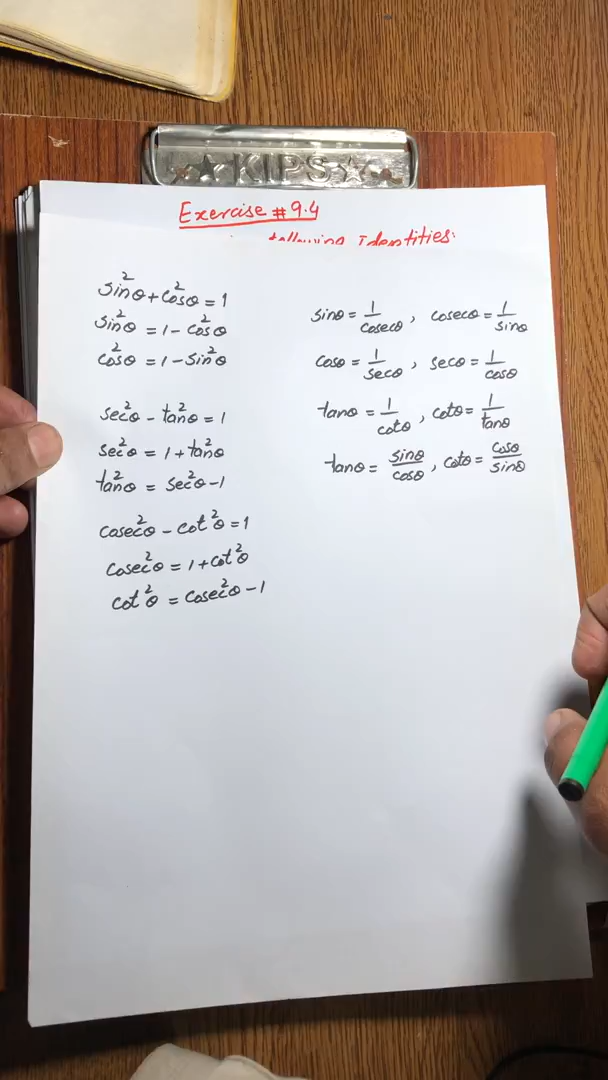 ★ KIPS ★
Exercise # 9.4
following Identities:
sin²θ + cos²θ = 1
sin²θ = 1 - cos²θ
cos²θ = 1 - sin²θ
sec²θ - tan²θ = 1
sec²θ = 1 + tan²θ
tan²θ = sec²θ - 1
cosec²θ - cot²θ = 1
cosec²θ = 1 + cot²θ
cot²θ = cosec²θ - 1
sinθ = 1/cosecθ , cosecθ = 1/sinθ
cosθ = 1/secθ , secθ = 1/cosθ
tanθ = 1/cotθ , cotθ = 1/tanθ
tanθ = sinθ/cosθ , cotθ = cosθ/sinθ